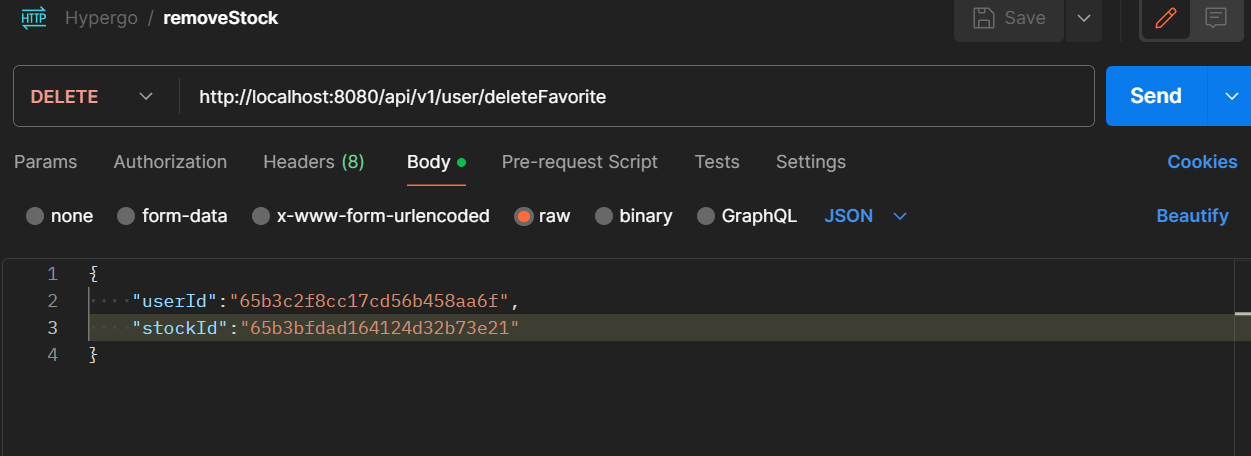 HTTP Hypergo / removeStock Save
DELETE http://localhost:8080/api/v1/user/deleteFavorite Send
Params Authorization Headers (8) Body Pre-request Script Tests Settings Cookies
none form-data x-www-form-urlencoded raw binary GraphQL JSON Beautify
1 {
2 "userId":"65b3c2f8cc17cd56b458aa6f",
3 "stockId":"65b3bfdad164124d32b73e21"
4 }